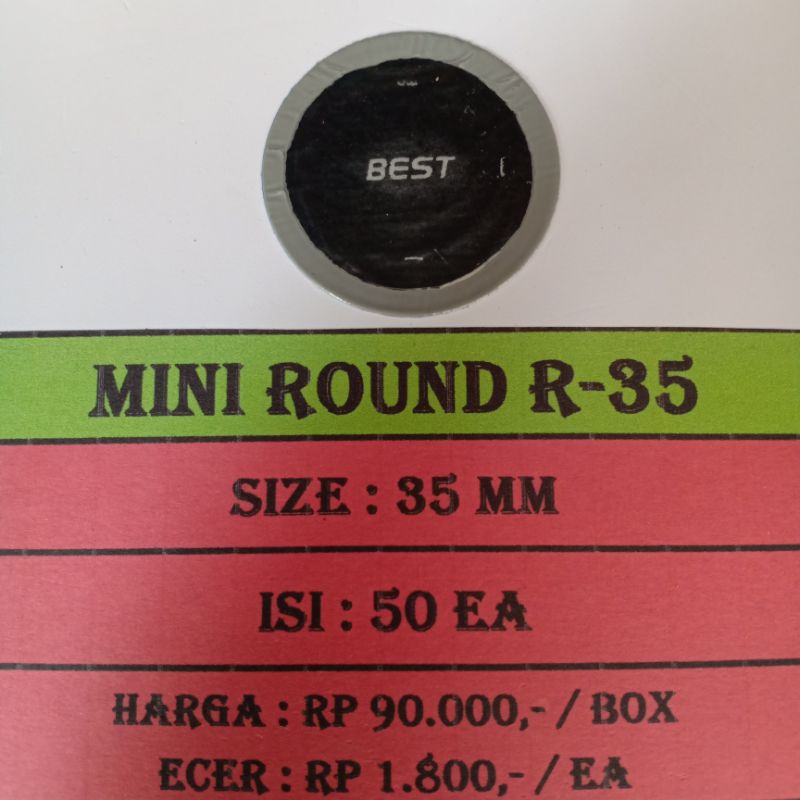 BEST
MINI ROUND R-35
SIZE : 35 MM
ISI : 50 EA
HARGA : RP 90.000,- / BOX
ECER : RP 1.800,- / EA